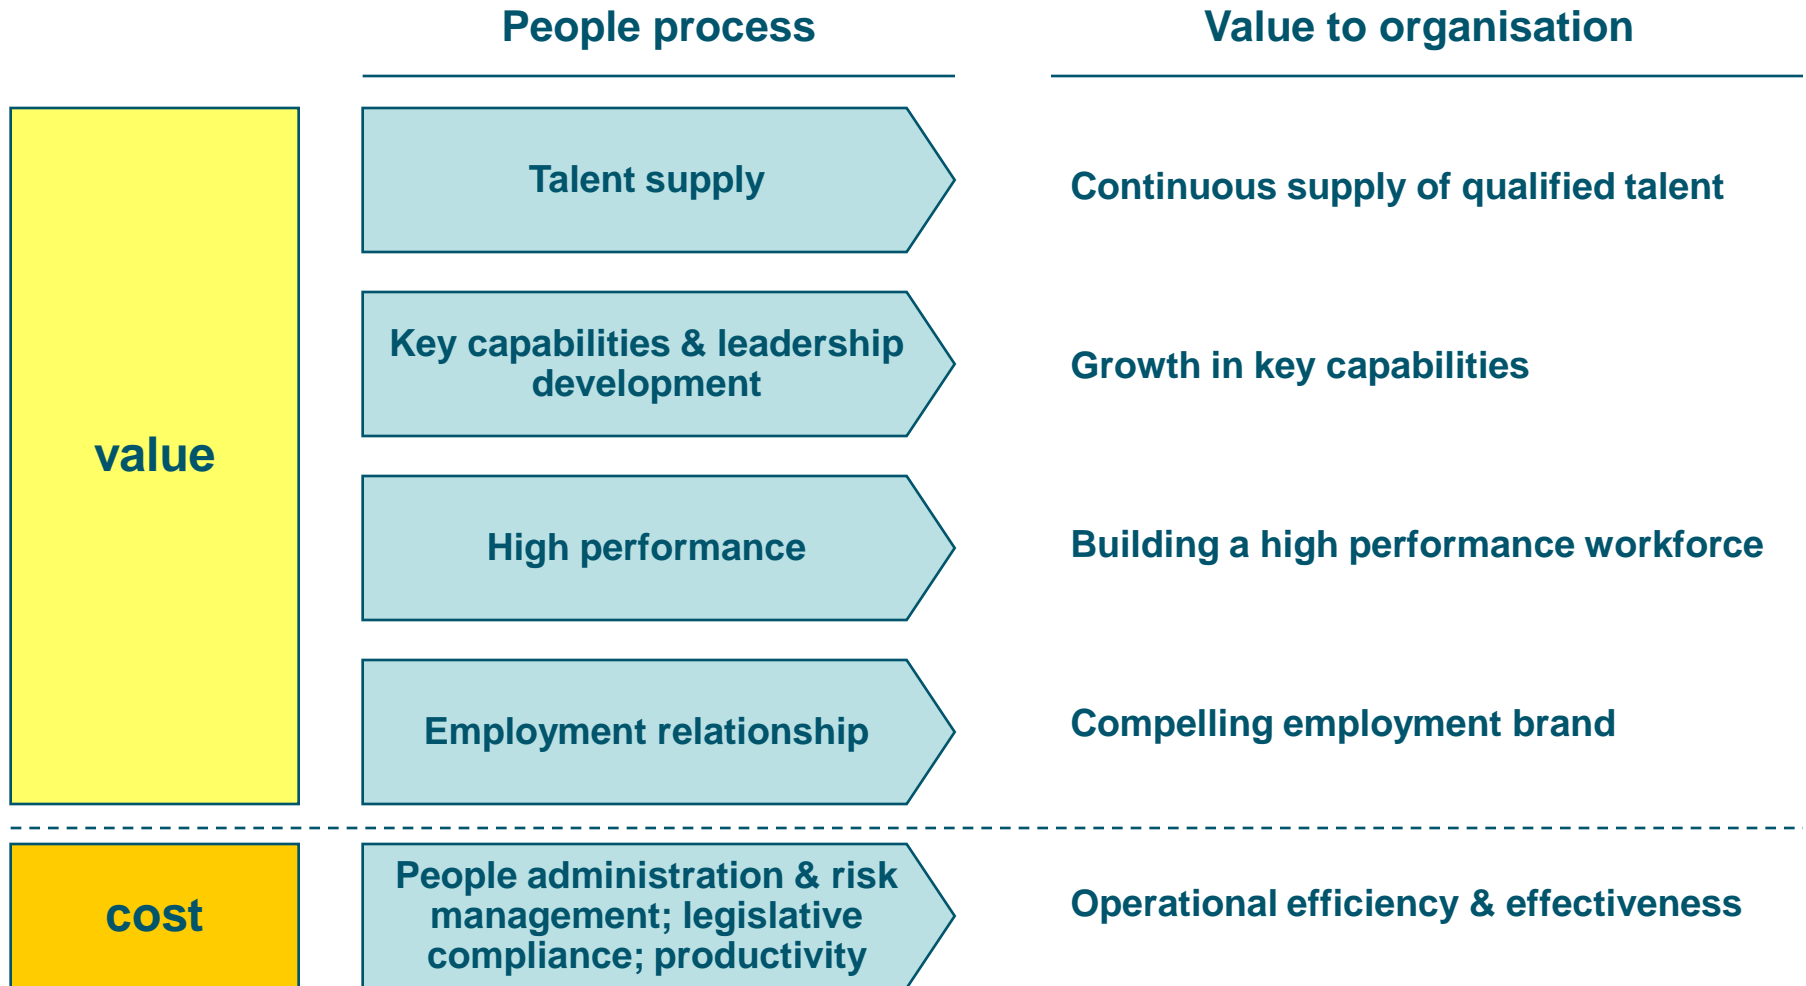 People process
Value to organisation
value
Talent supply
Continuous supply of qualified talent
Key capabilities & leadership
development
Growth in key capabilities
High performance
Building a high performance workforce
Employment relationship
Compelling employment brand
cost
People administration & risk
management; legislative
compliance; productivity
Operational efficiency & effectiveness